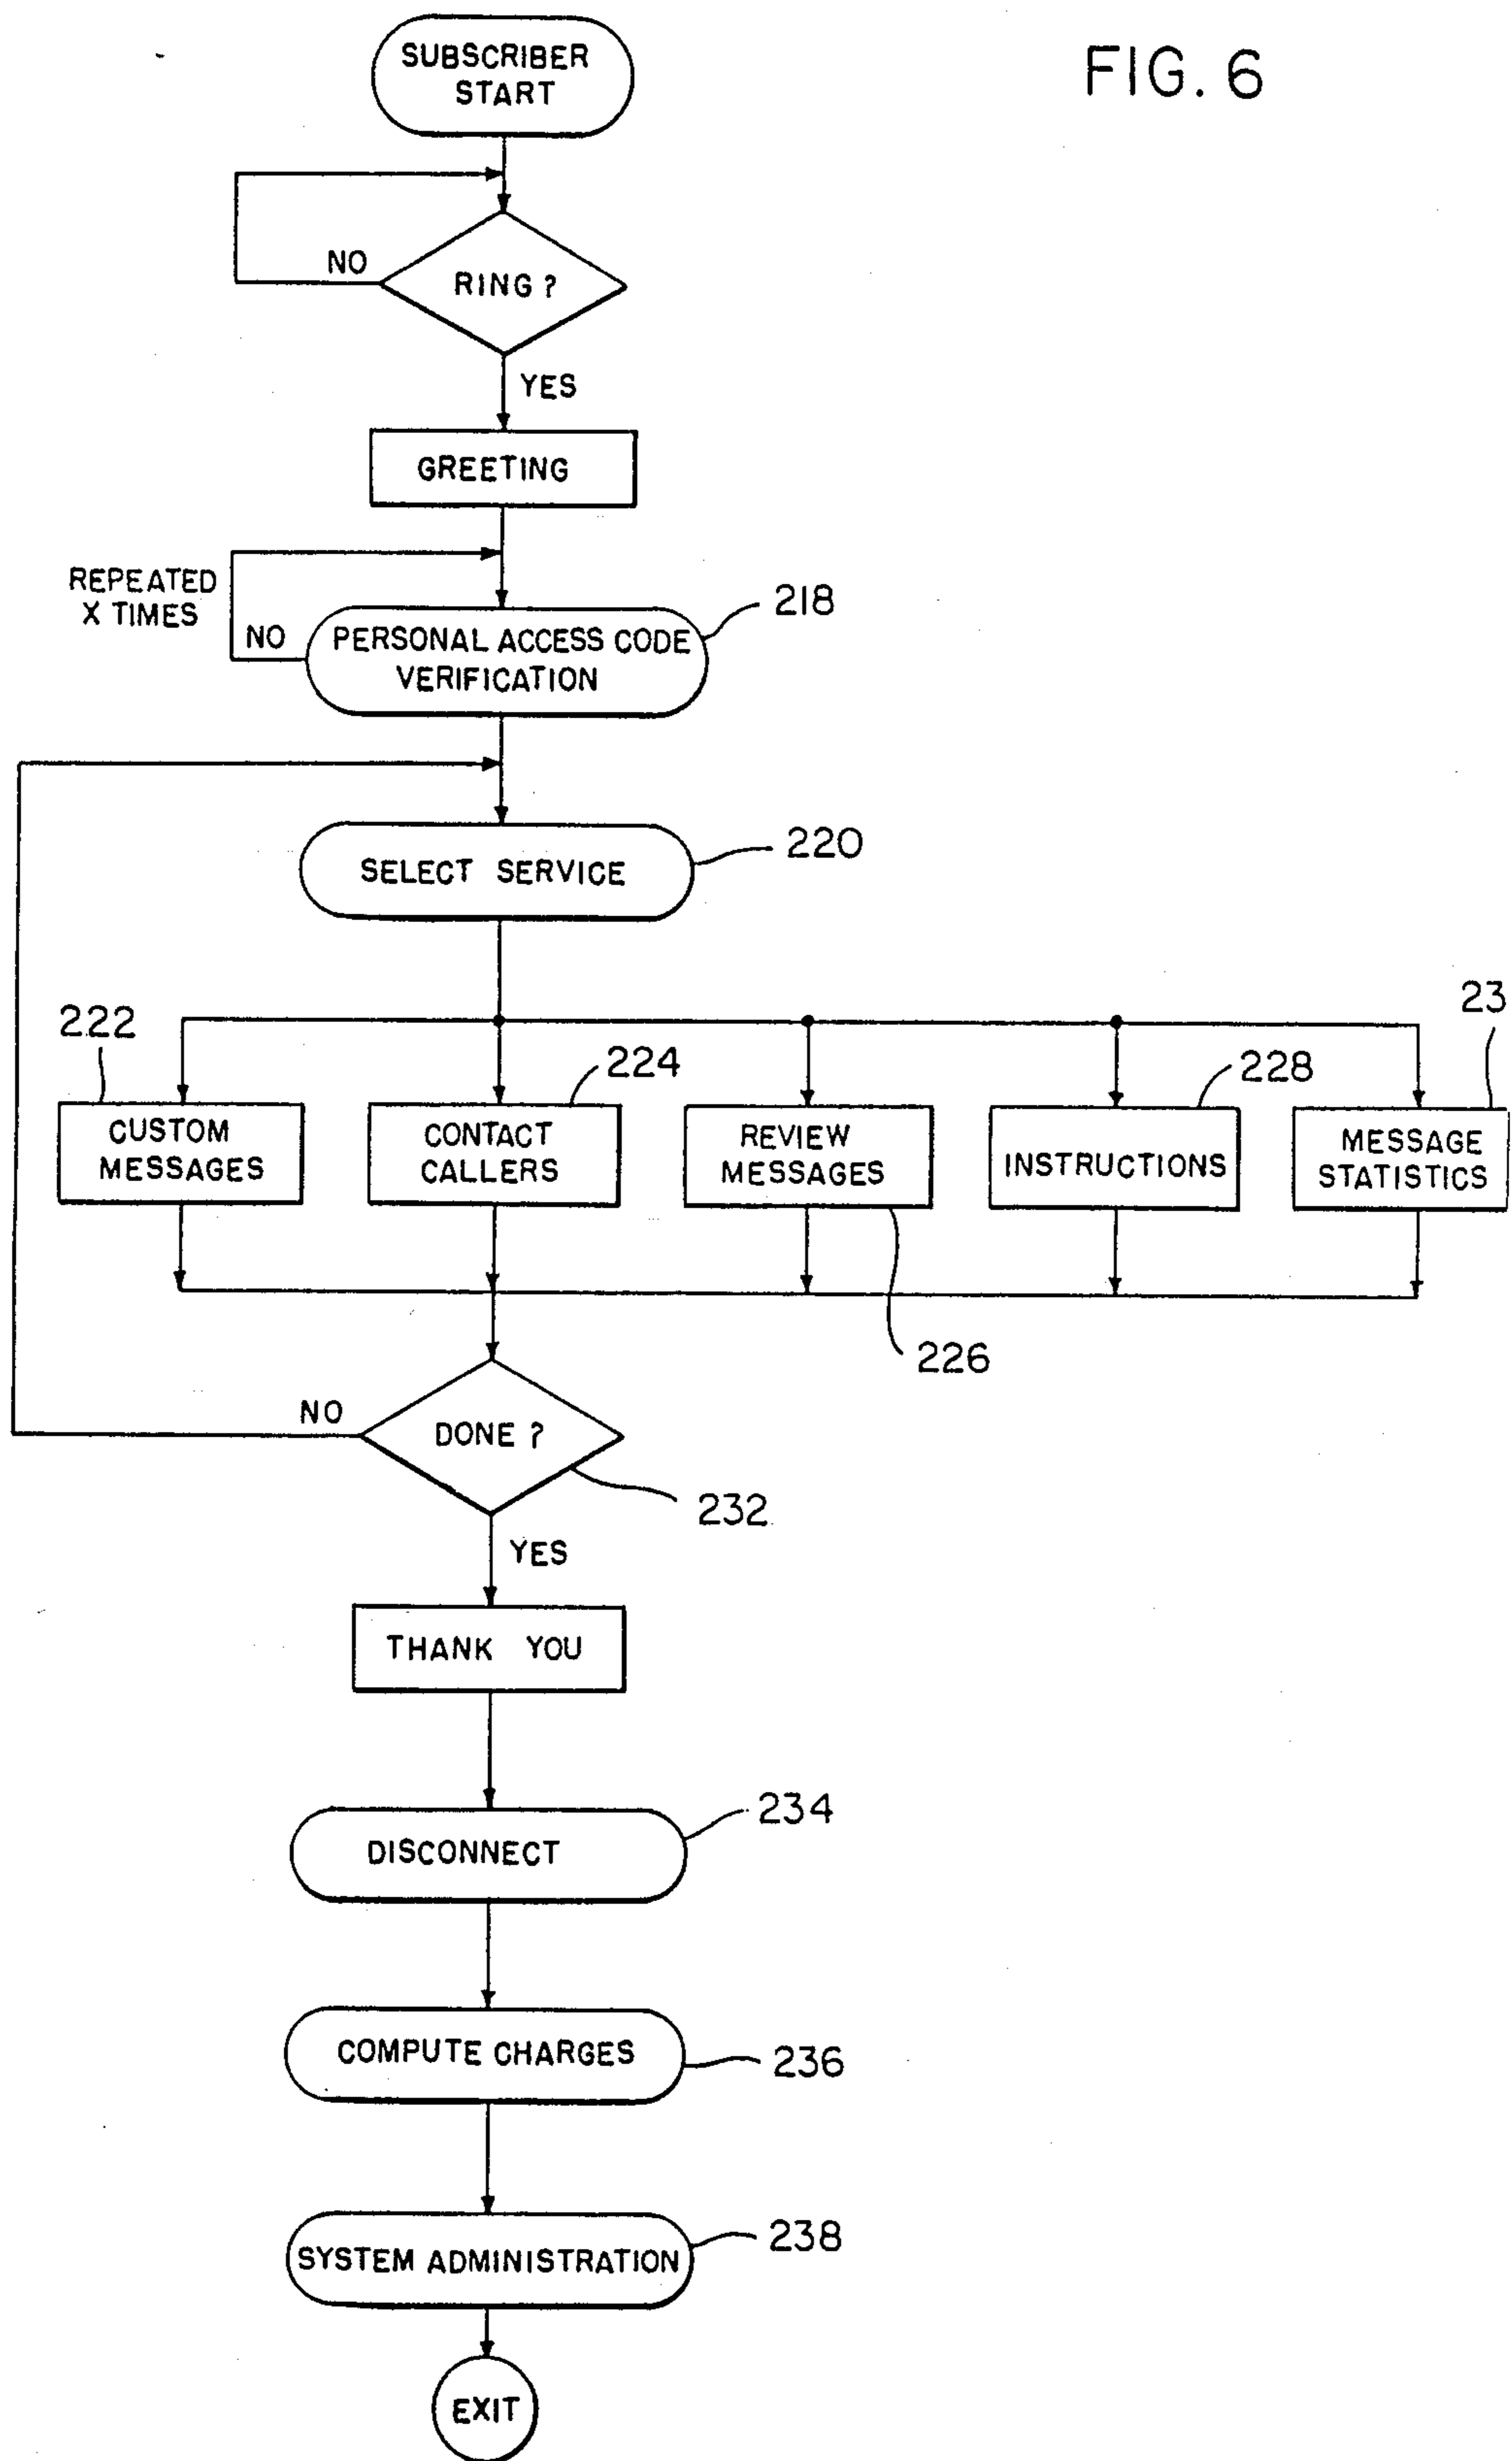 FIG. 6
SUBSCRIBER
START
NO
RING ?
YES
GREETING
REPEATED
X TIMES
NO
218
PERSONAL ACCESS CODE
VERIFICATION
220
SELECT SERVICE
222
224
228
23
CUSTOM
MESSAGES
CONTACT
CALLERS
REVIEW
MESSAGES
INSTRUCTIONS
MESSAGE
STATISTICS
226
NO
DONE ?
232
YES
THANK YOU
234
DISCONNECT
COMPUTE CHARGES
236
238
SYSTEM ADMINISTRATION
EXIT